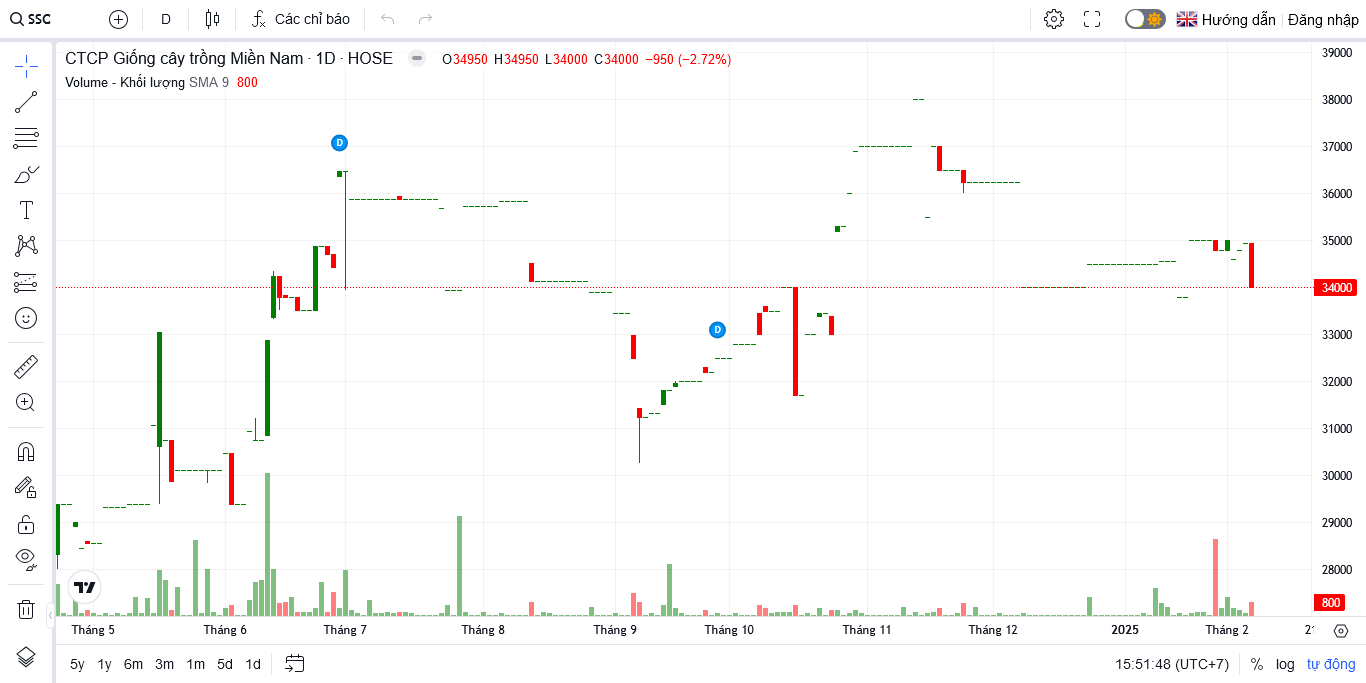 SSC D Các chỉ báo Hướng dẫn Đăng nhập
CTCP Giống cây trồng Miền Nam · 1D · HOSE O34950 H34950 L34000 C34000 −950 (−2.72%)
Volume - Khối lượng SMA 9 800
39000
38000
37000
36000
35000
34000
33000
32000
31000
30000
29000
28000
800
D
D
Tháng 5 Tháng 6 Tháng 7 Tháng 8 Tháng 9 Tháng 10 Tháng 11 Tháng 12 2025 Tháng 2
5y 1y 6m 3m 1m 5d 1d 15:51:48 (UTC+7) % log tự động